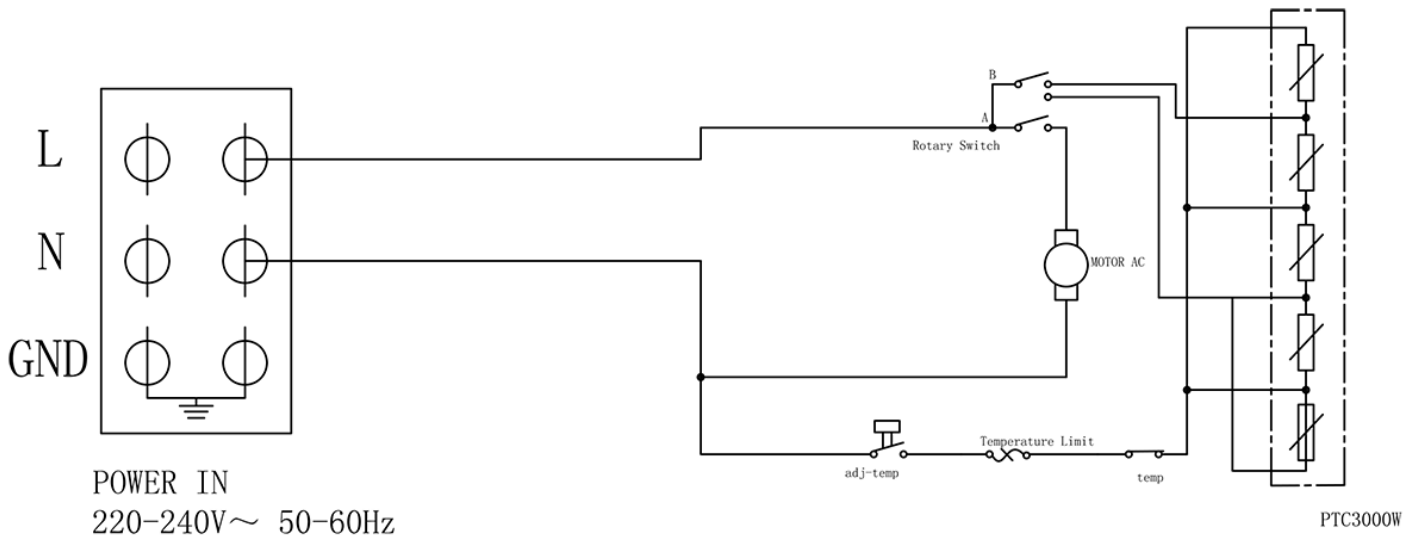 L
N
GND
POWER IN
220-240V～ 50-60Hz
B
A
Rotary Switch
MOTOR AC
adj-temp
Temperature Limit
temp
PTC3000W